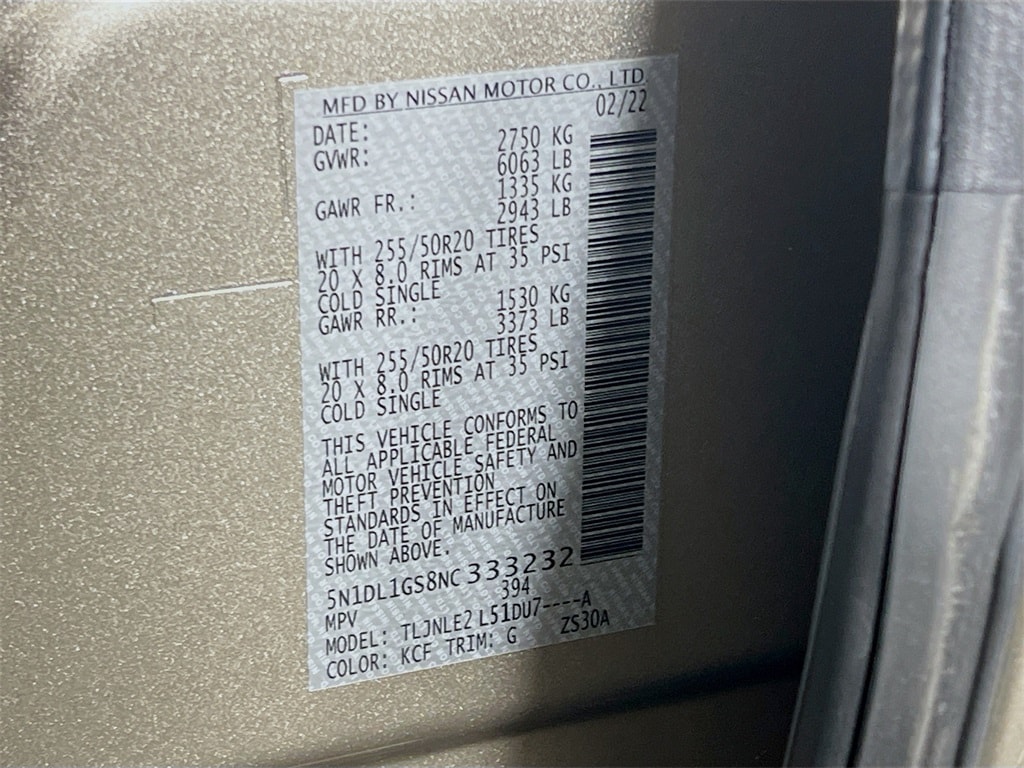 MFD BY NISSAN MOTOR CO., LTD.
DATE: 02/22
GVWR: 2750 KG
6063 LB
GAWR FR.: 1335 KG
2943 LB
WITH 255/50R20 TIRES
20 X 8.0 RIMS AT 35 PSI
COLD SINGLE
GAWR RR.: 1530 KG
3373 LB
WITH 255/50R20 TIRES
20 X 8.0 RIMS AT 35 PSI
COLD SINGLE
THIS VEHICLE CONFORMS TO
ALL APPLICABLE FEDERAL
MOTOR VEHICLE SAFETY AND
THEFT PREVENTION
STANDARDS IN EFFECT ON
THE DATE OF MANUFACTURE
SHOWN ABOVE.
5N1DL1GS8NC333232
MPV 394
MODEL: TLJNLE2 L51DU7----A
COLOR: KCF TRIM: G ZS30A